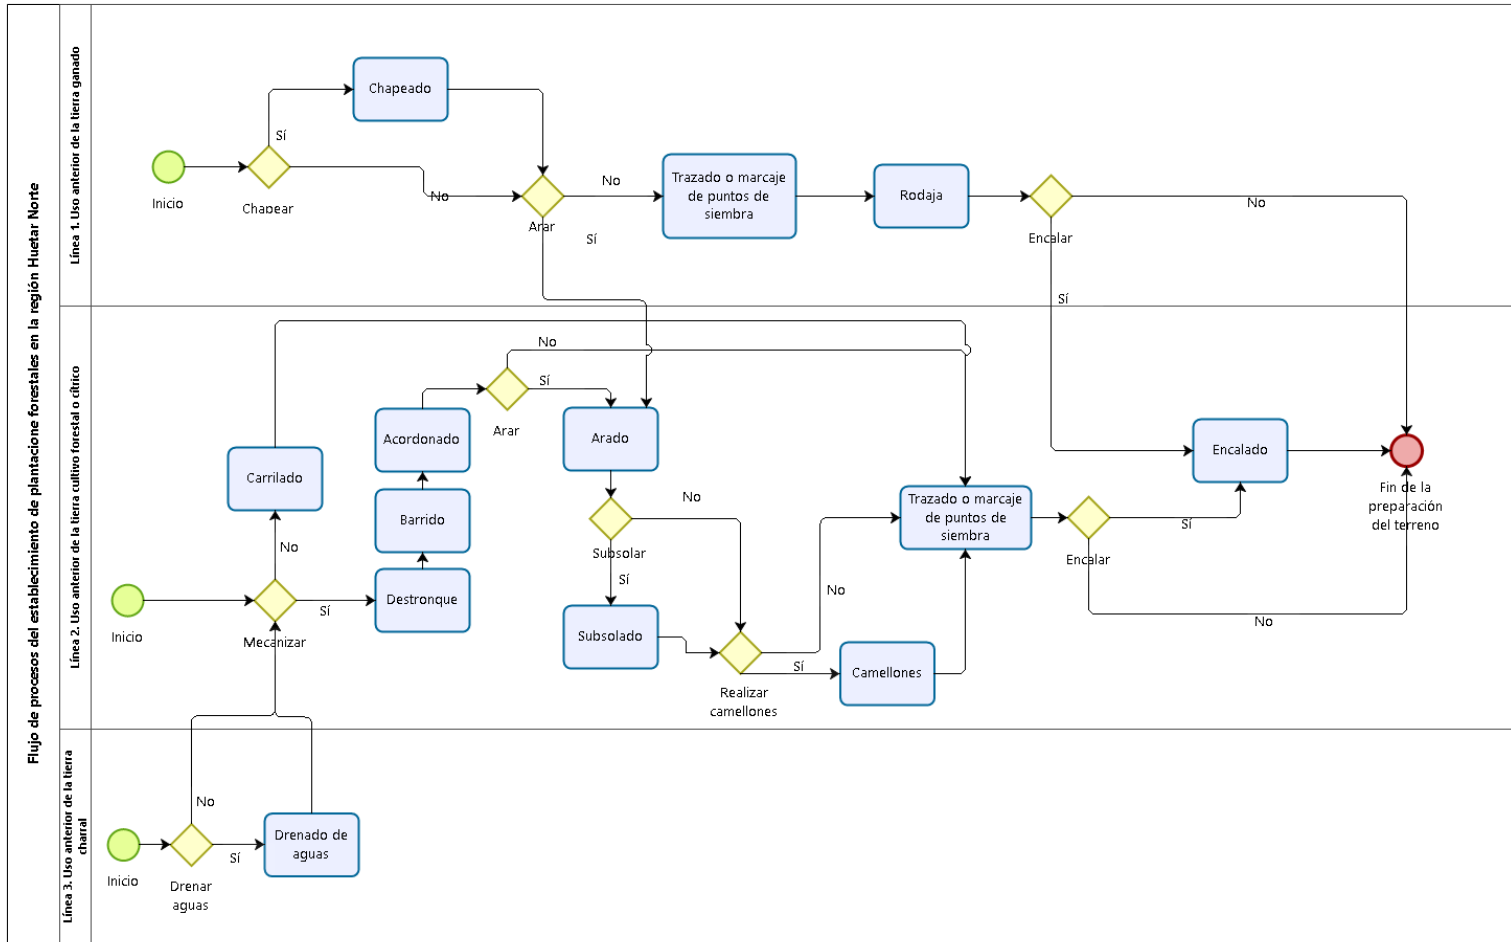 Flujo de procesos del establecimiento de plantacione forestales en la región Huetar Norte
Línea 1. Uso anterior de la tierra ganado
Inicio
Chapear
Sí
No
Chapeado
Arar
No
Sí
Trazado o marcaje
de puntos de
siembra
Rodaja
Encalar
No
Sí
Línea 2. Uso anterior de la tierra cultivo forestal o cítrico
Inicio
Mecanizar
No
Sí
Carrilado
Destronque
Barrido
Acordonado
Arar
No
Sí
Arado
Subsolar
No
Sí
Subsolado
Realizar
camellones
No
Sí
Camellones
Trazado o marcaje
de puntos de
siembra
Encalar
Sí
No
Encalado
Fin de la
preparación
del terreno
Línea 3. Uso anterior de la tierra
charral
Inicio
Drenar
aguas
No
Sí
Drenado de
aguas